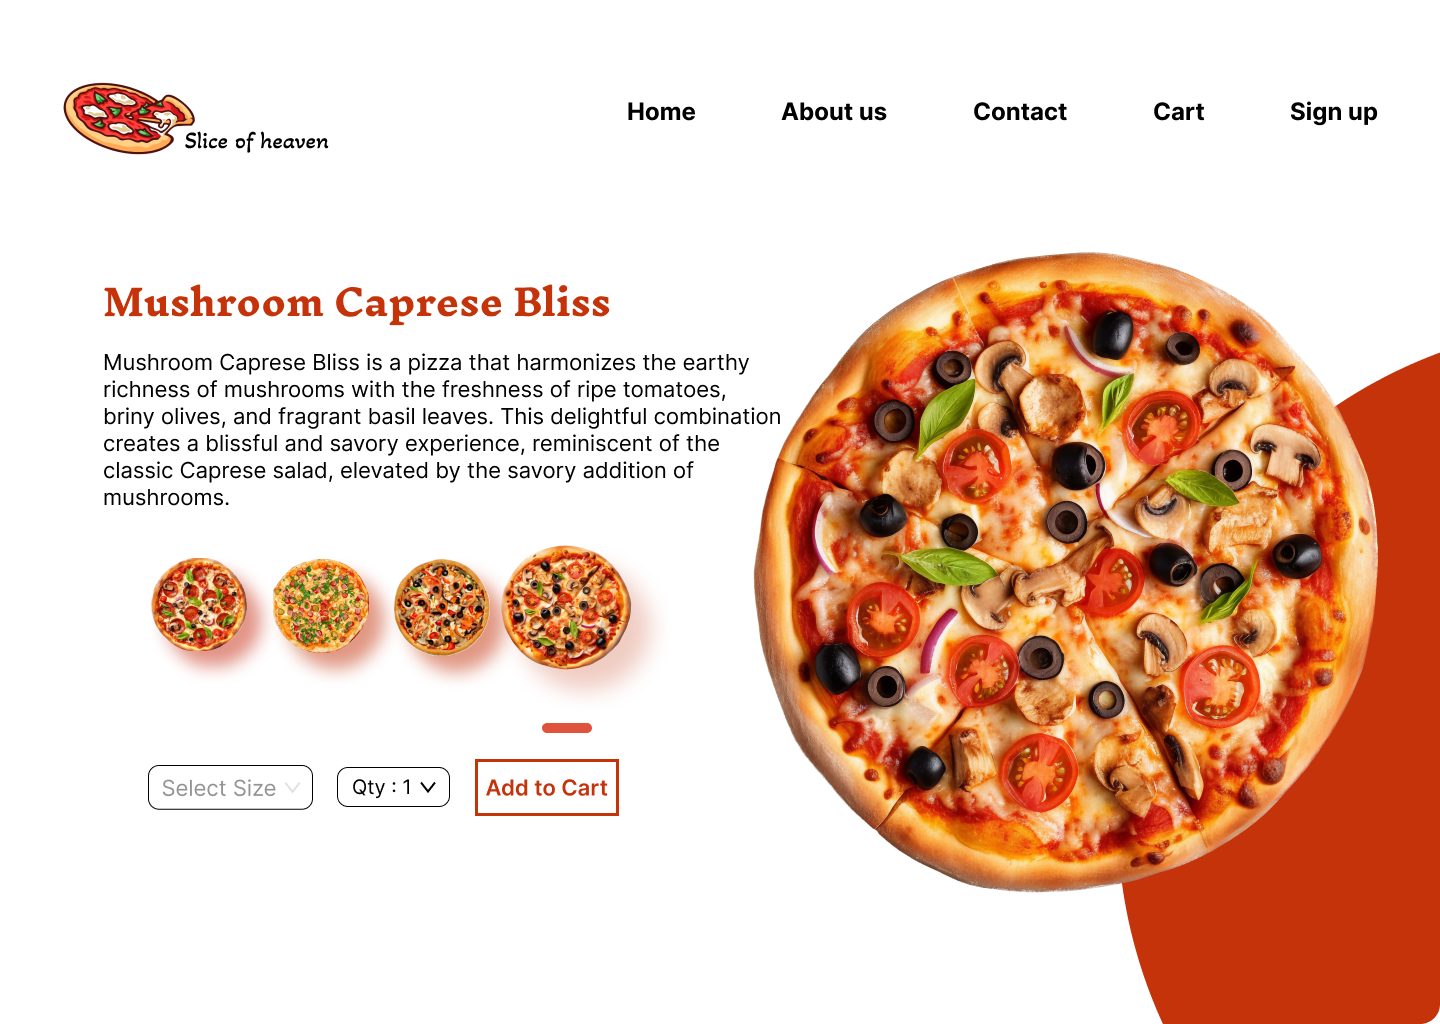 Slice of heaven
Home About us Contact Cart Sign up
Mushroom Caprese Bliss
Mushroom Caprese Bliss is a pizza that harmonizes the earthy
richness of mushrooms with the freshness of ripe tomatoes,
briny olives, and fragrant basil leaves. This delightful combination
creates a blissful and savory experience, reminiscent of the
classic Caprese salad, elevated by the savory addition of
mushrooms.
Select Size Qty : 1 Add to Cart